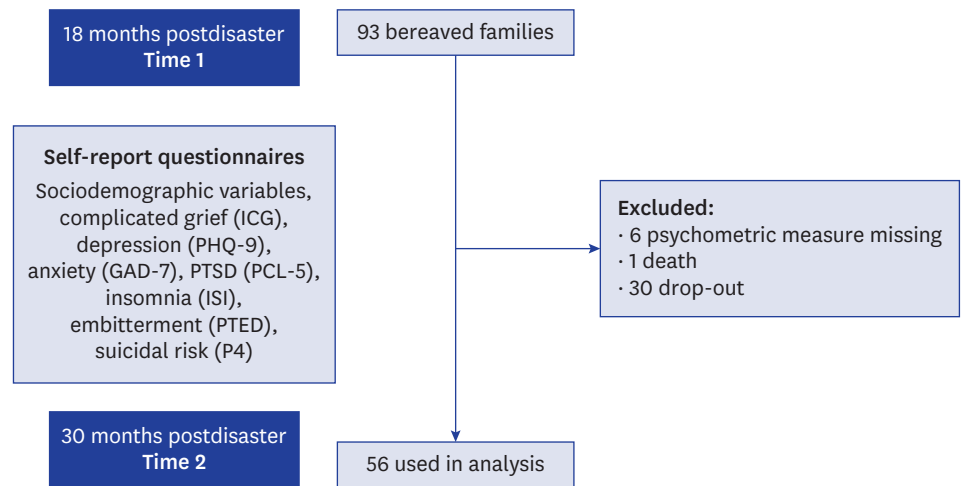 18 months postdisaster
Time 1
93 bereaved families
Self-report questionnaires
Sociodemographic variables,
complicated grief (ICG),
depression (PHQ-9),
anxiety (GAD-7), PTSD (PCL-5),
insomnia (ISI),
embitterment (PTED),
suicidal risk (P4)
Excluded:
· 6 psychometric measure missing
· 1 death
· 30 drop-out
30 months postdisaster
Time 2
56 used in analysis